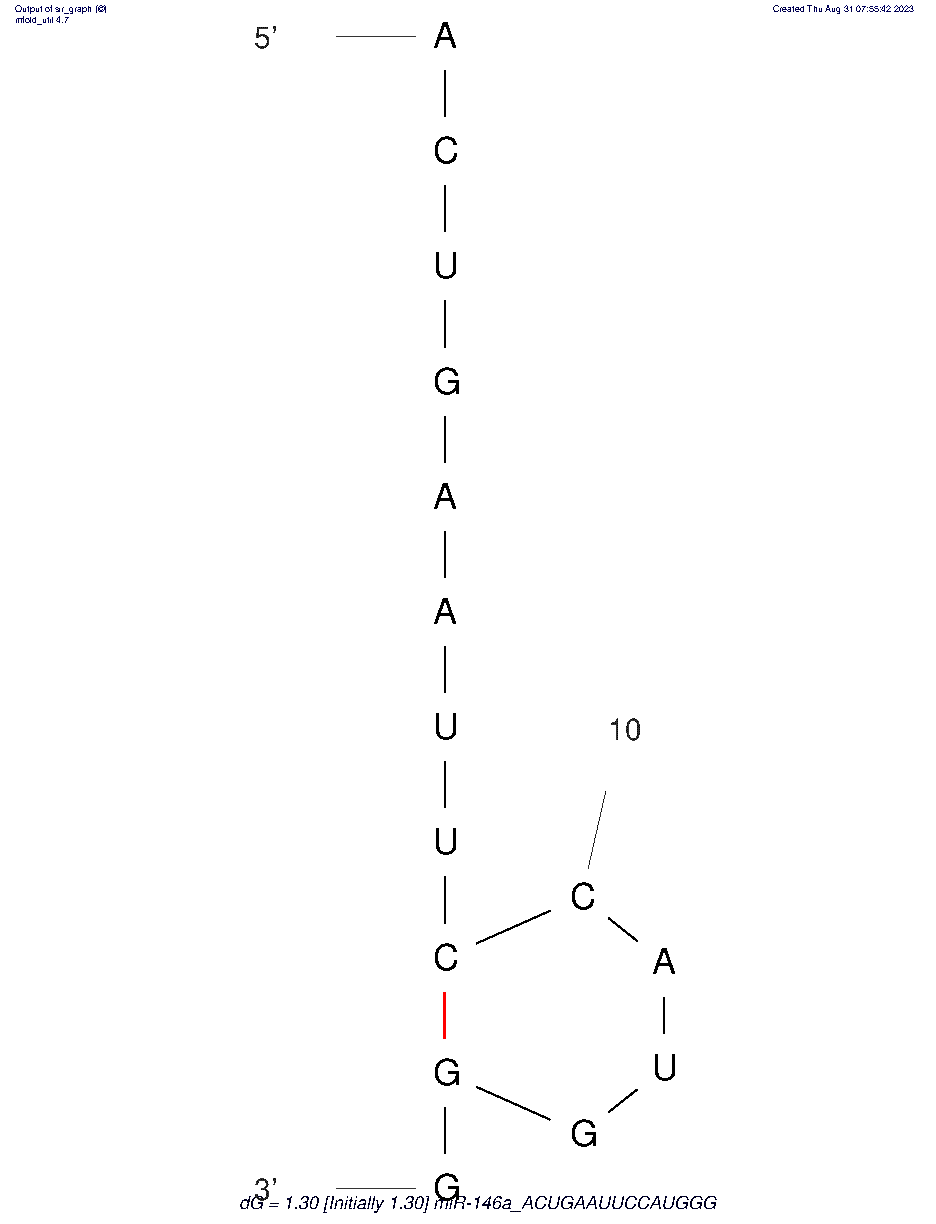 Output of sir_graph (©)
mfold_util 4.7
Created Thu Aug 31 07:55:42 2023
5' A
C
U
G
A
A
U
10
U
C
C A
G U
G
3' G
dG = 1.30 [Initially 1.30] miR-146a_ACUGAAUUCCAUGGG